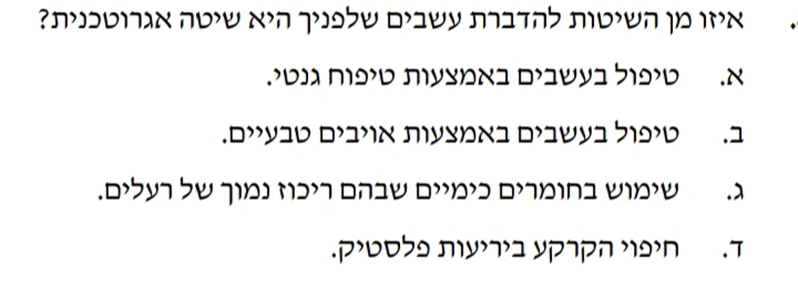 איזו מן השיטות להדברת עשבים שלפניך היא שיטה אגרוטכנית?
א. טיפול בעשבים באמצעות טיפוח גנטי.
ב. טיפול בעשבים באמצעות אויבים טבעיים.
ג. שימוש בחומרים כימיים שבהם ריכוז נמוך של רעלים.
ד. חיפוי הקרקע ביריעות פלסטיק.